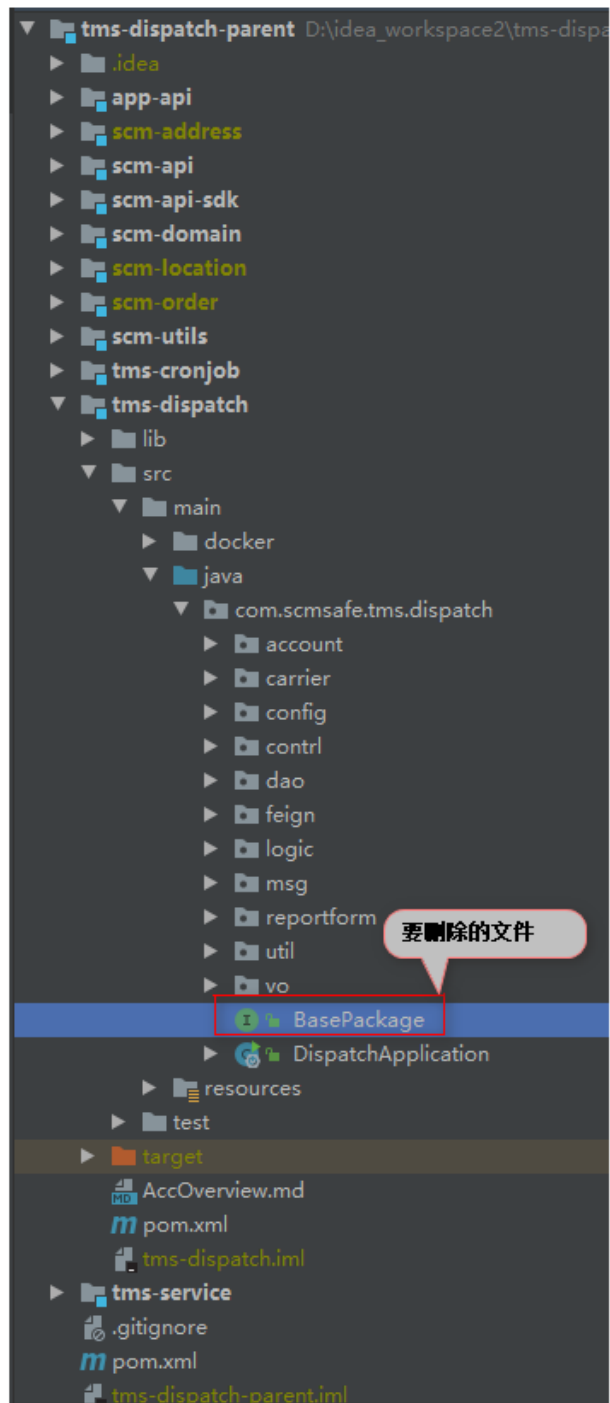 tms-dispatch-parent D:\idea_workspace2\tms-dispa
.idea
app-api
scm-address
scm-api
scm-api-sdk
scm-domain
scm-location
scm-order
scm-utils
tms-cronjob
tms-dispatch
lib
src
main
docker
java
com.scmsafe.tms.dispatch
account
carrier
config
contrl
dao
feign
logic
msg
reportform
要删除的文件
util
vo
BasePackage
DispatchApplication
resources
test
target
AccOverview.md
pom.xml
tms-dispatch.iml
tms-service
.gitignore
pom.xml
tms-dispatch-parent.iml